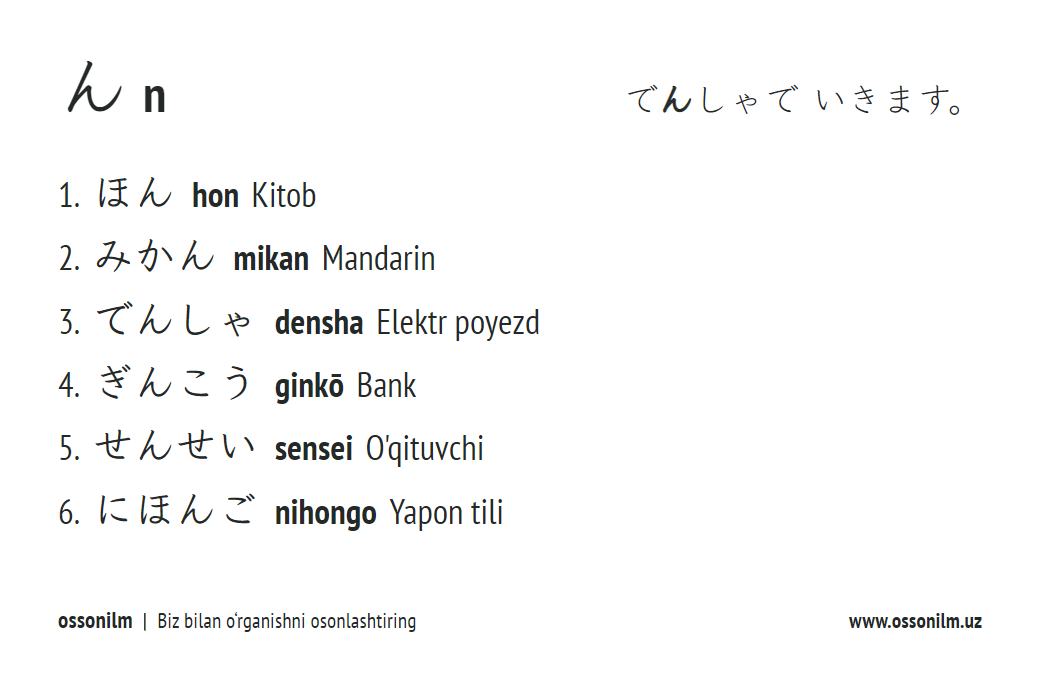 ん n
でんしゃで いきます。
1. ほん hon Kitob
2. みかん mikan Mandarin
3. でんしゃ densha Elektr poyezd
4. ぎんこう ginkō Bank
5. せんせい sensei O'qituvchi
6. にほんご nihongo Yapon tili
ossonilm | Biz bilan o‘rganishni osonlashtiring
www.ossonilm.uz